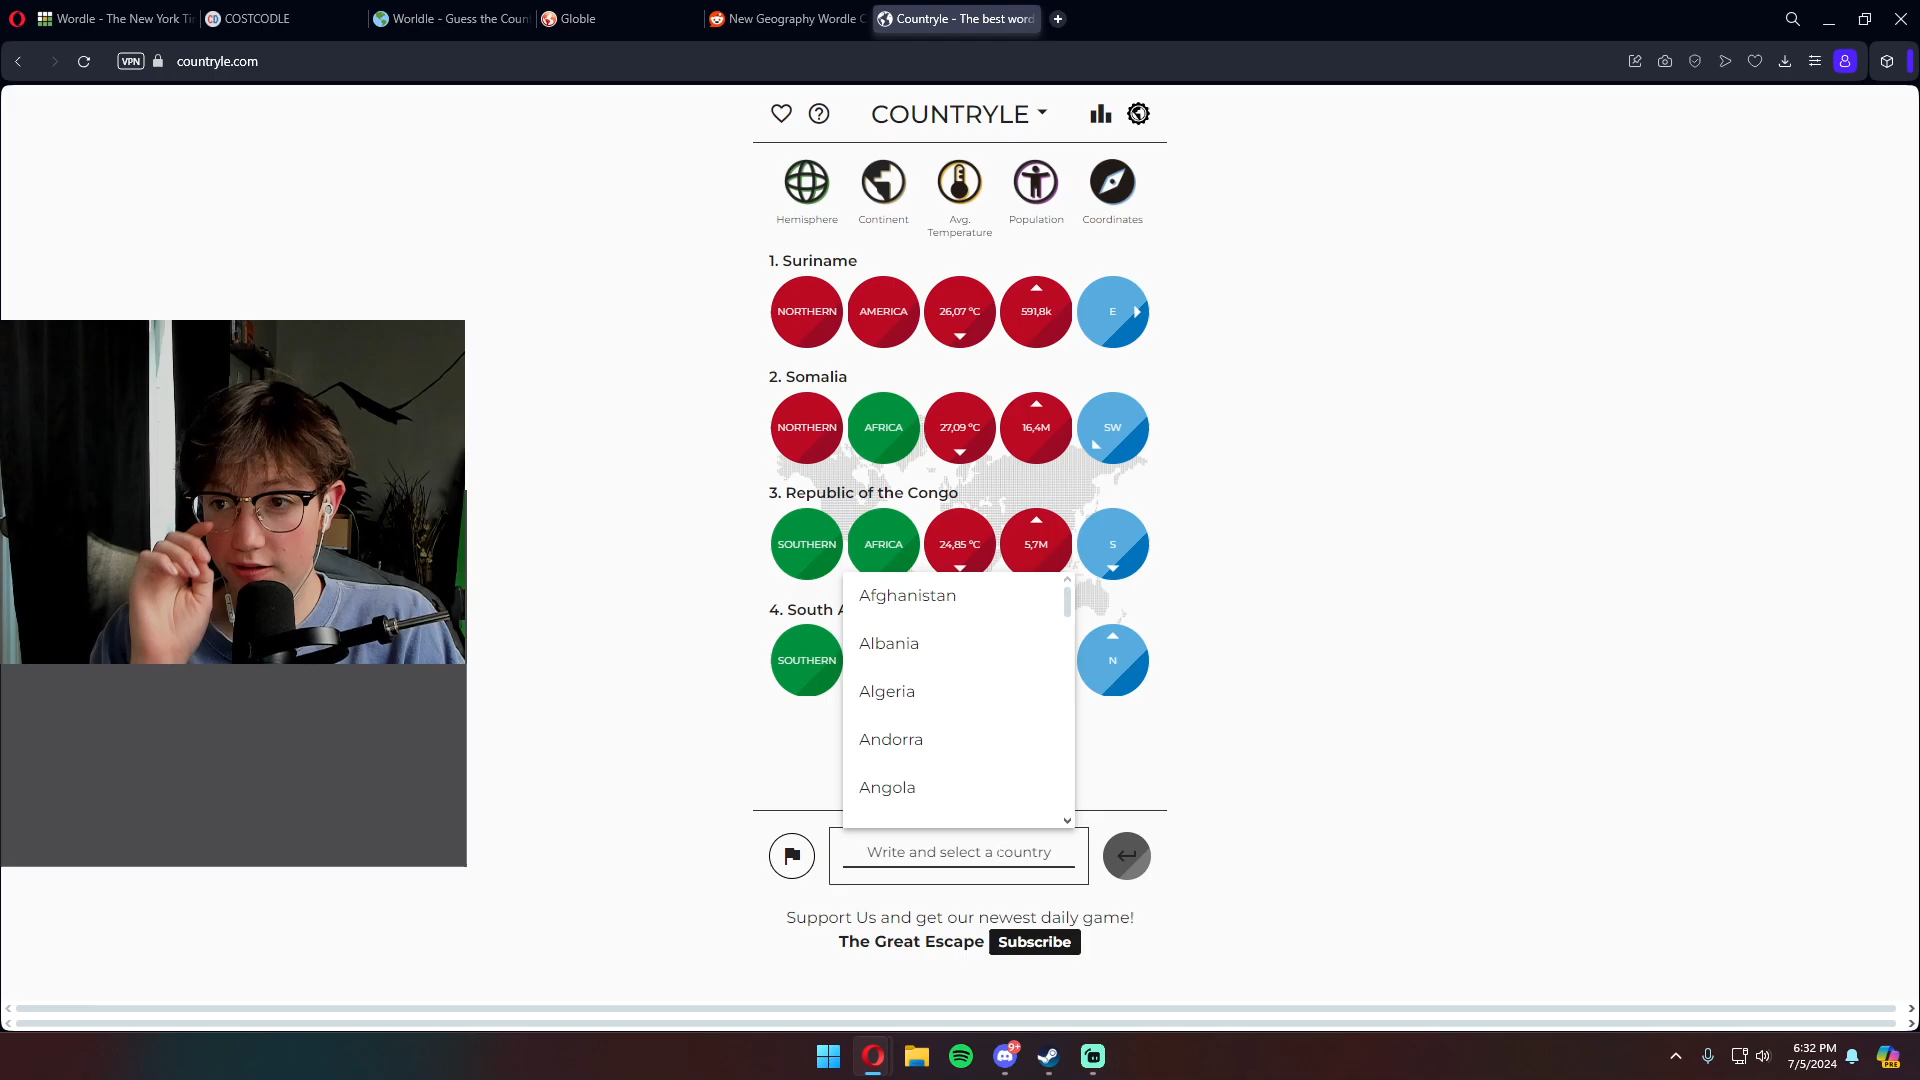 Wordle - The New York Ti
COSTCODLE
Worldle - Guess the Coun
Globle
New Geography Wordle C
Countryle - The best word
VPN
countryle.com
COUNTRYLE
Hemisphere
Continent
Avg.
Temperature
Population
Coordinates
1. Suriname
NORTHERN
AMERICA
26,07 °C
591,8k
E
2. Somalia
NORTHERN
AFRICA
27,09 °C
16,4M
SW
3. Republic of the Congo
SOUTHERN
AFRICA
24,85 °C
5,7M
S
4. South A
SOUTHERN
N
Afghanistan
Albania
Algeria
Andorra
Angola
Write and select a country
Support Us and get our newest daily game!
The Great Escape Subscribe
9+
6:32 PM
7/5/2024
PRE